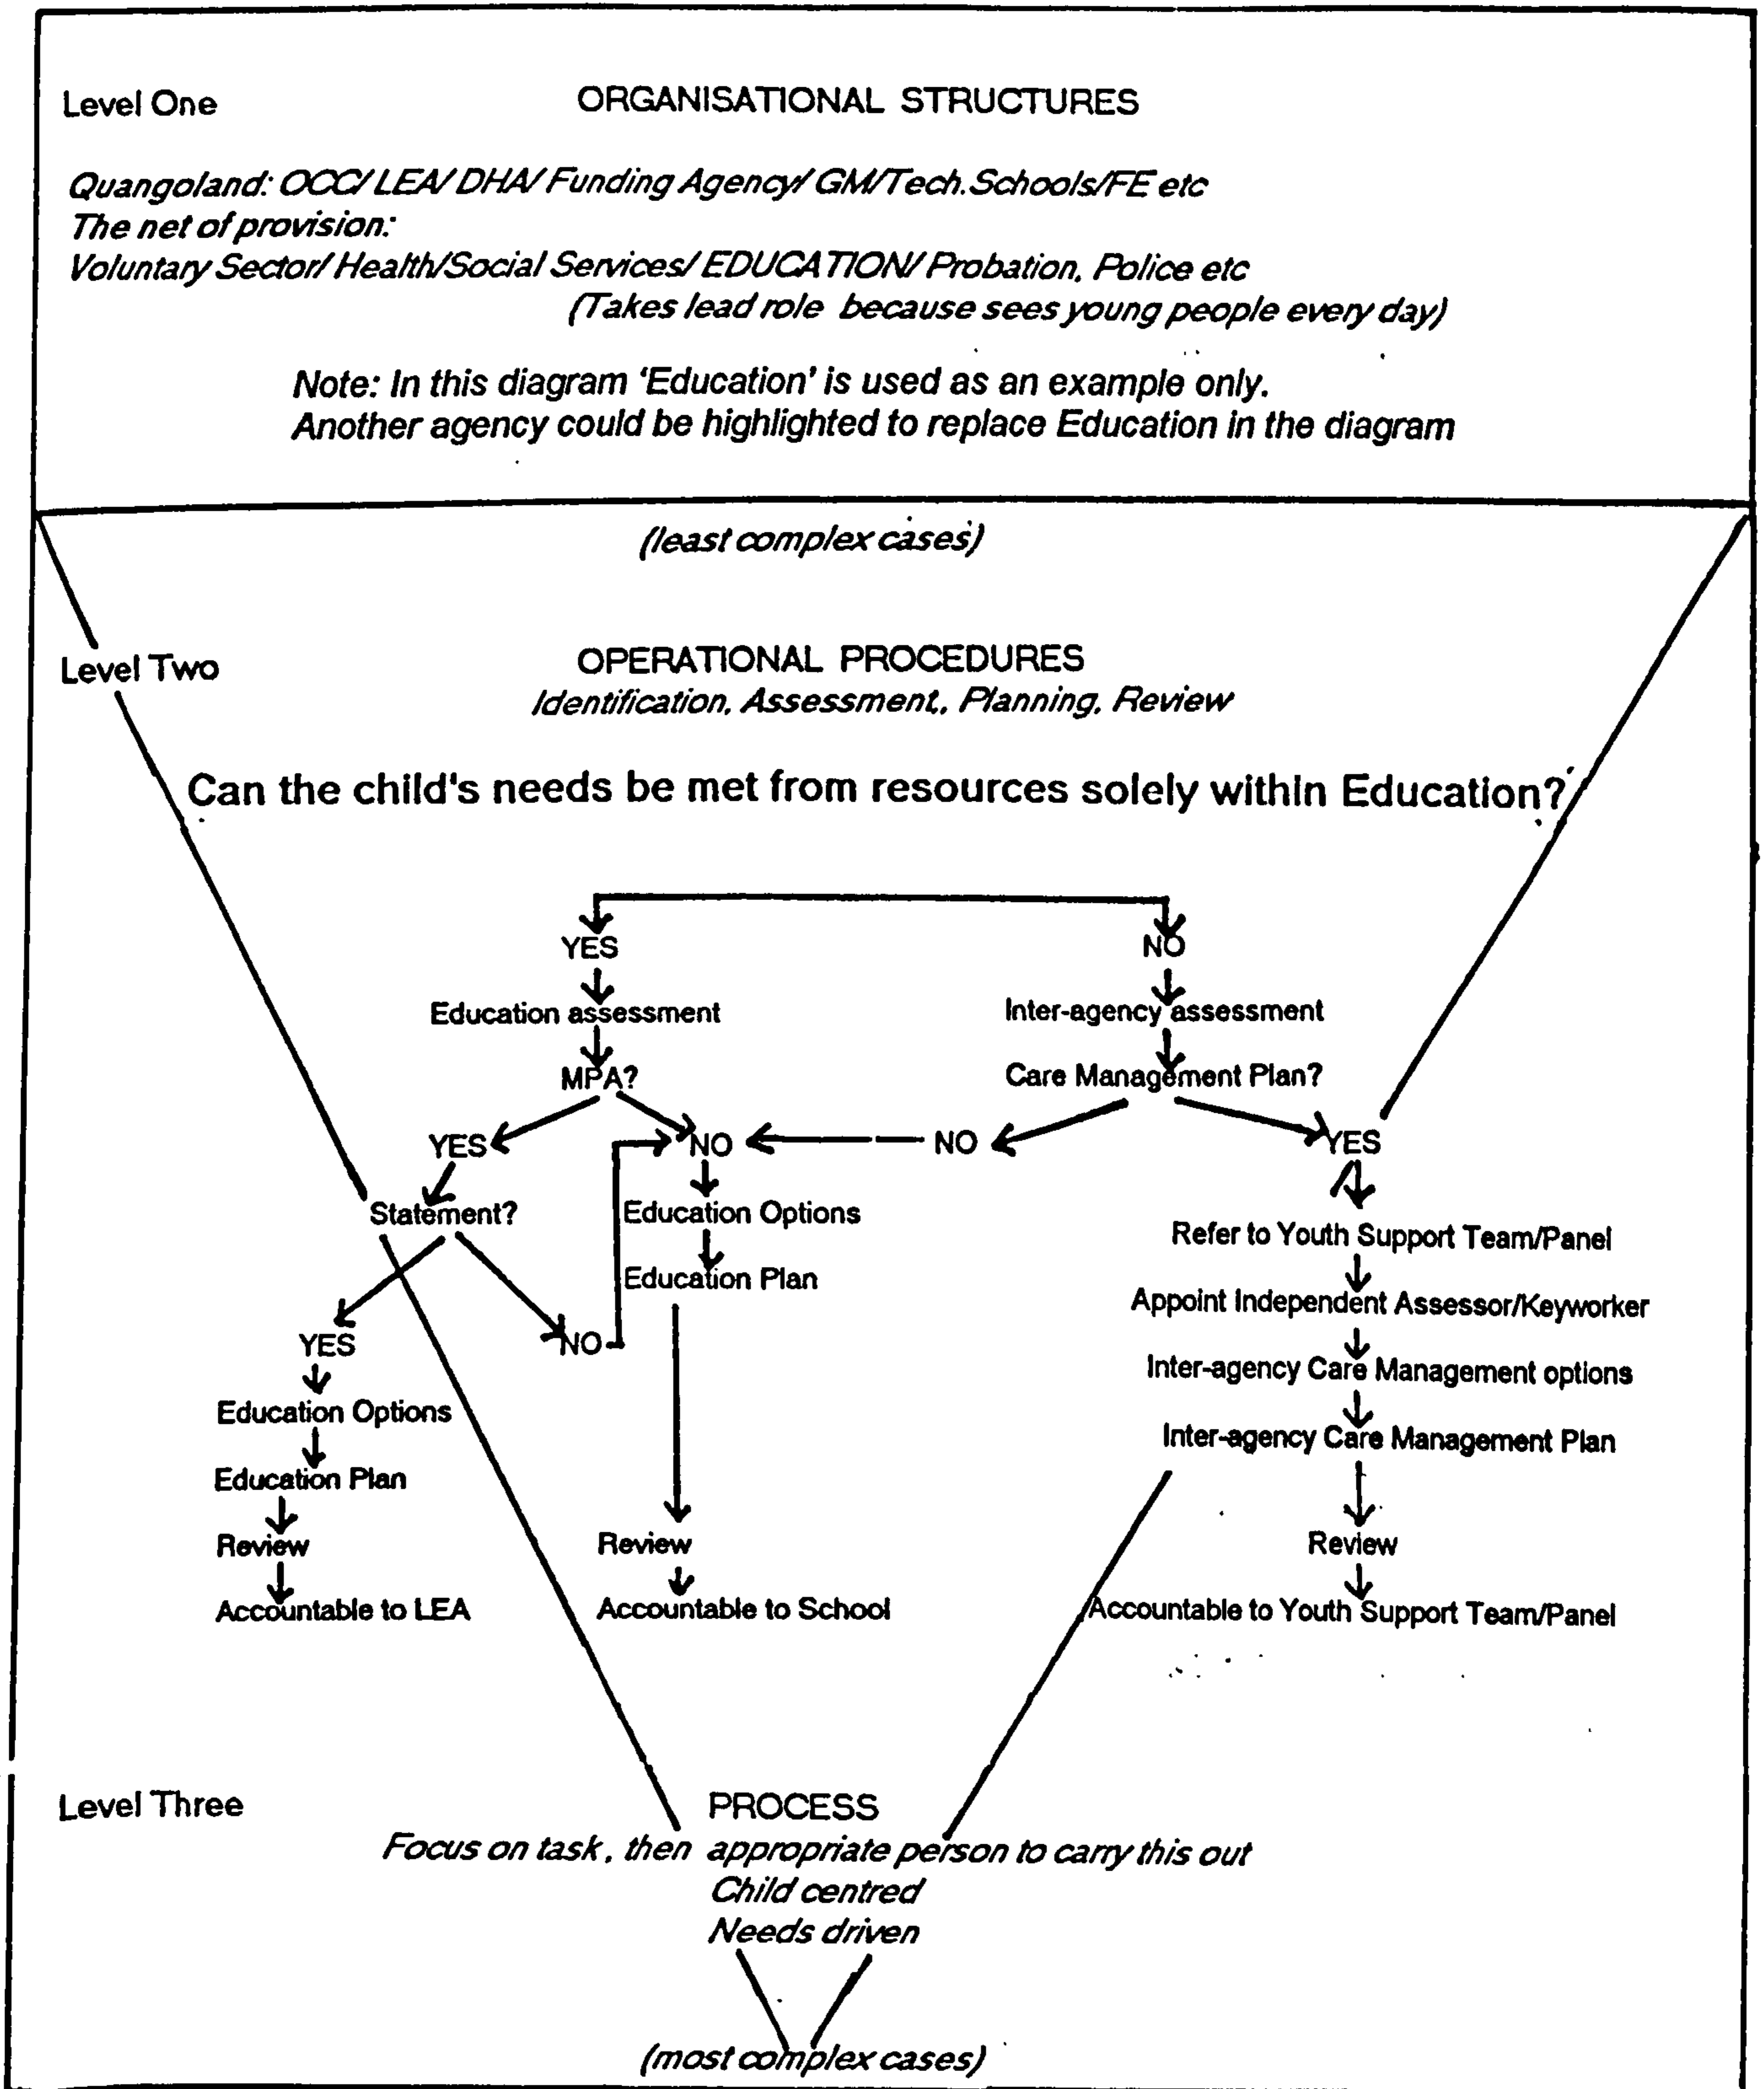 Level One
ORGANISATIONAL STRUCTURES
Quangoland: OCC/ LEA/ DHA/ Funding Agency/ GM/Tech.Schools/FE etc
The net of provision:
Voluntary Sector/ Health/Social Services/ EDUCATION/ Probation, Police etc
(Takes lead role because sees young people every day)
Note: In this diagram 'Education' is used as an example only.
Another agency could be highlighted to replace Education in the diagram
(least complex cases)
Level Two
OPERATIONAL PROCEDURES
Identification, Assessment, Planning, Review
Can the child's needs be met from resources solely within Education?
YES
NO
Education assessment
Inter-agency assessment
MPA?
Care Management Plan?
YES
NO
NO
YES
Statement?
Education Options
Refer to Youth Support Team/Panel
Education Plan
Appoint Independent Assessor/Keyworker
YES
NO
Inter-agency Care Management options
Education Options
Inter-agency Care Management Plan
Education Plan
Review
Review
Review
Accountable to LEA
Accountable to School
Accountable to Youth Support Team/Panel
Level Three
PROCESS
Focus on task, then appropriate person to carry this out
Child centred
Needs driven
(most complex cases)